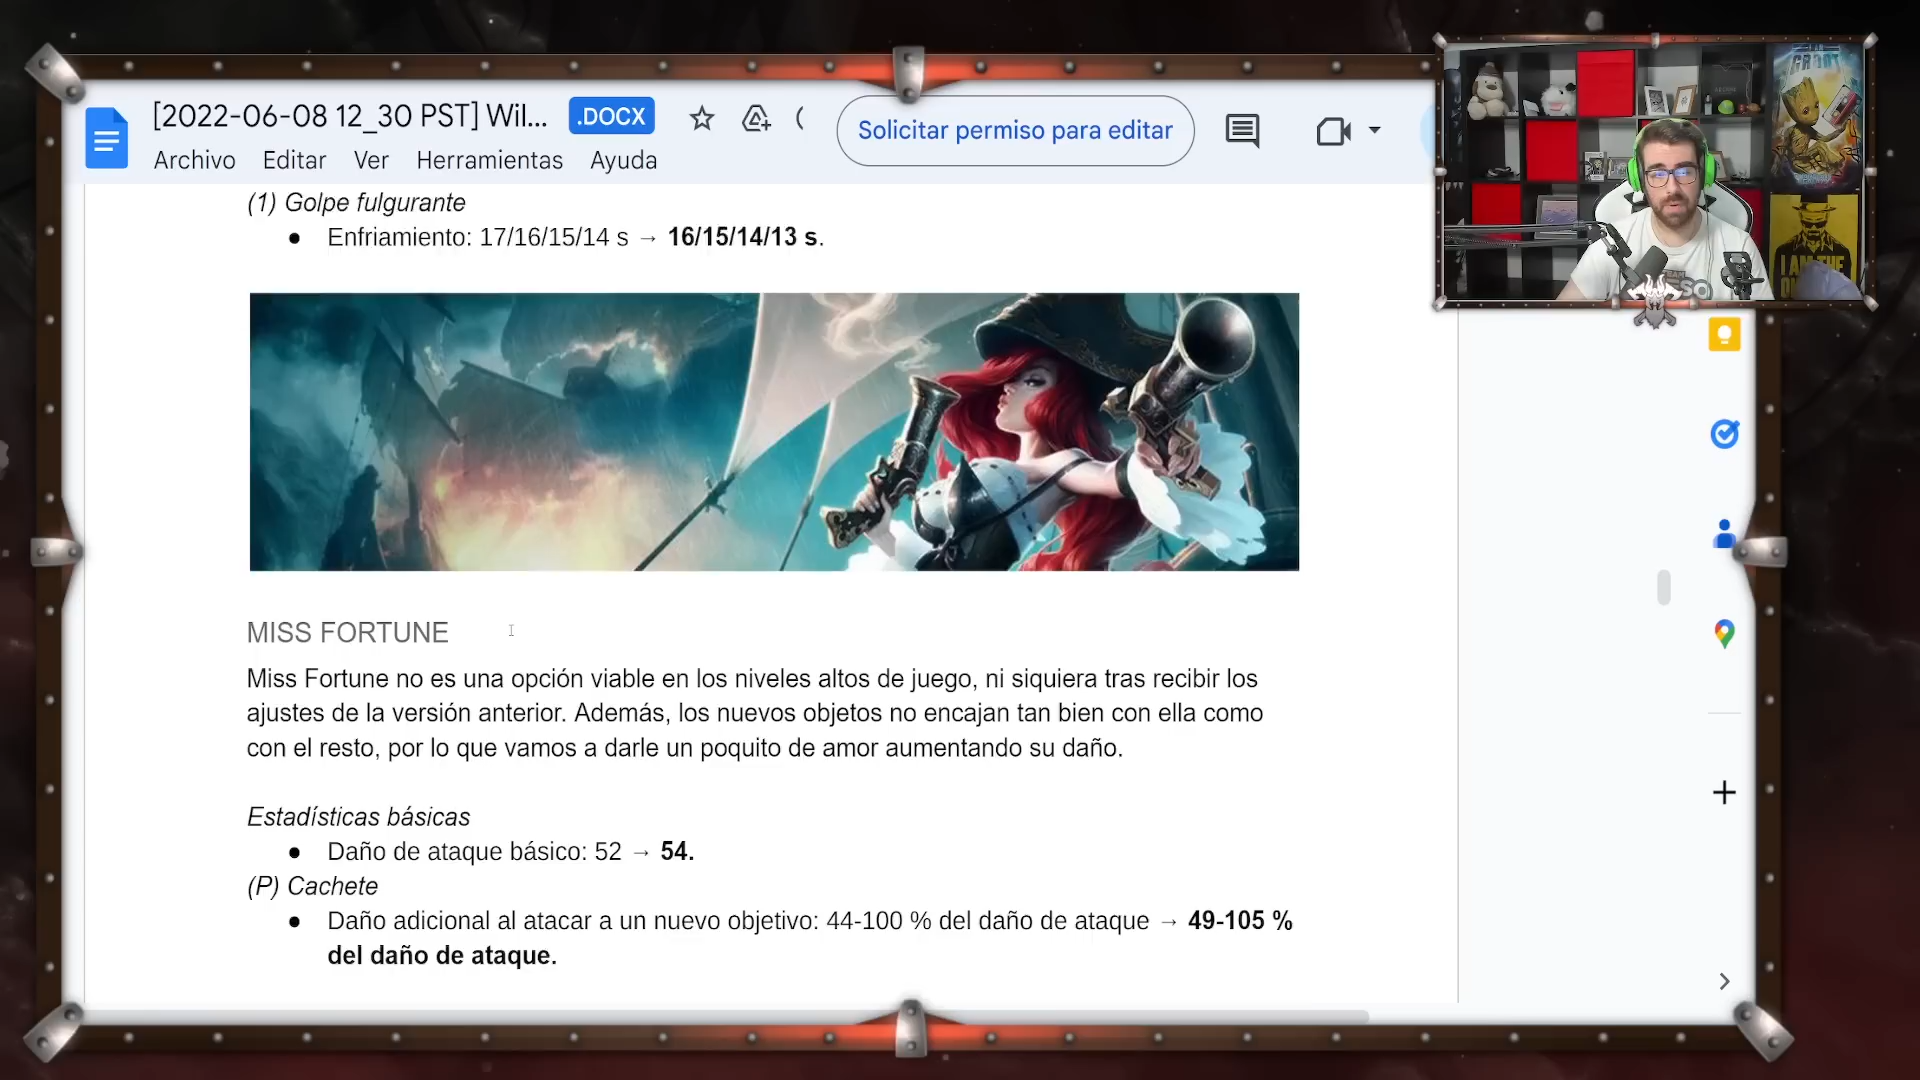 [2022-06-08 12_30 PST] Wil...
.DOCX
Solicitar permiso para editar
Archivo Editar Ver Herramientas Ayuda
(1) Golpe fulgurante
● Enfriamiento: 17/16/15/14 s → 16/15/14/13 s.
MISS FORTUNE
Miss Fortune no es una opción viable en los niveles altos de juego, ni siquiera tras recibir los
ajustes de la versión anterior. Además, los nuevos objetos no encajan tan bien con ella como
con el resto, por lo que vamos a darle un poquito de amor aumentando su daño.
Estadísticas básicas
● Daño de ataque básico: 52 → 54.
(P) Cachete
● Daño adicional al atacar a un nuevo objetivo: 44-100 % del daño de ataque → 49-105 %
del daño de ataque.
GROOT
I AM THE